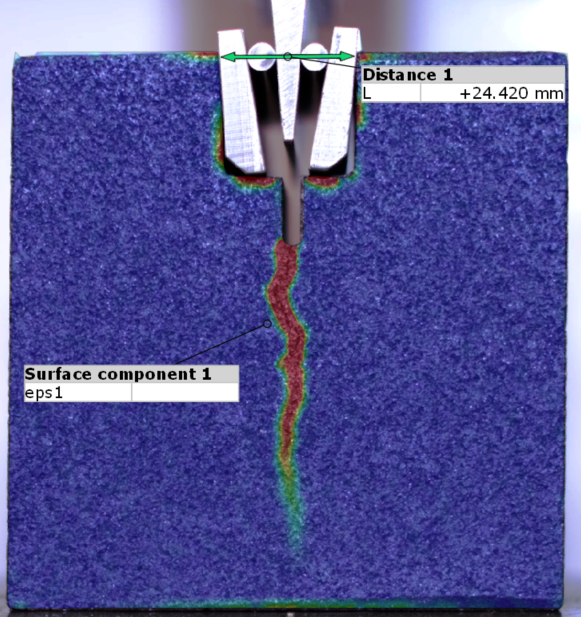 Distance 1
L +24.420 mm
Surface component 1
eps1